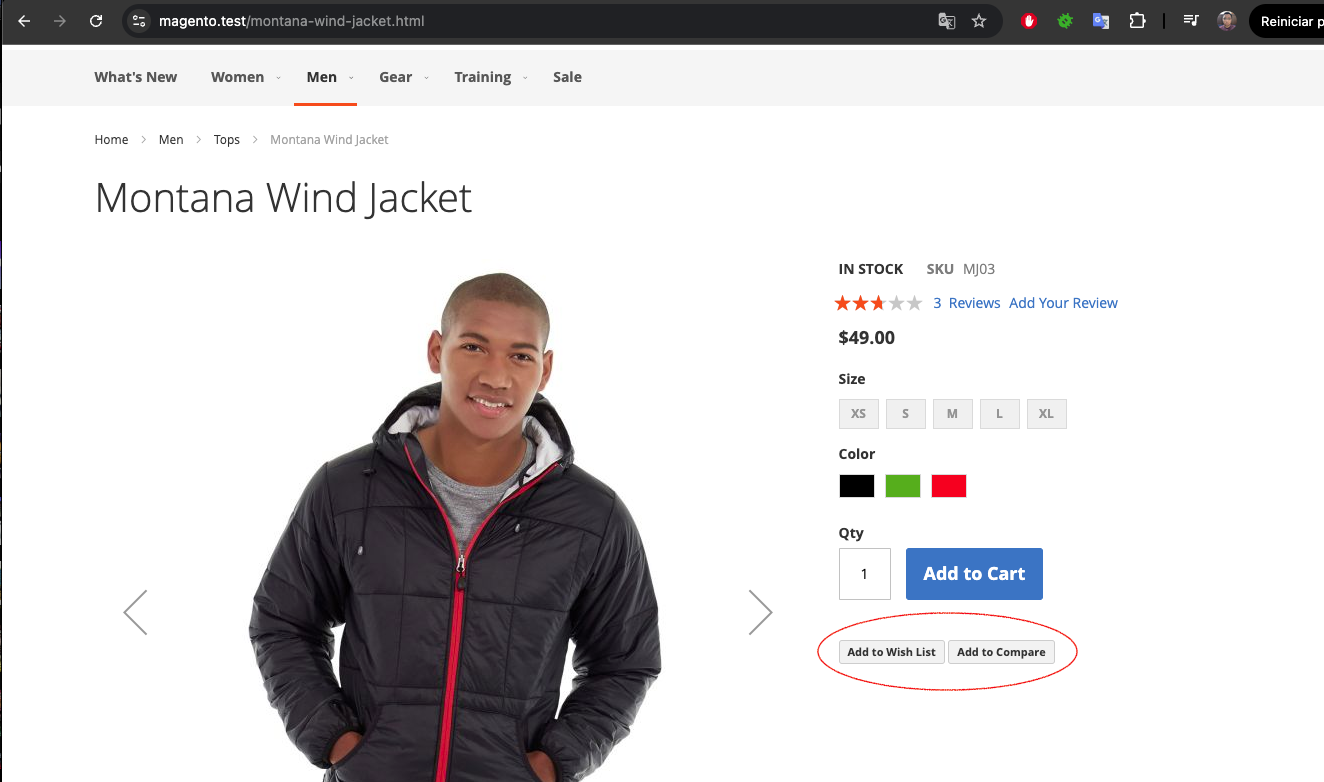 magento.test/montana-wind-jacket.html
Reiniciar p
What's New Women Men Gear Training Sale
Home Men Tops Montana Wind Jacket
Montana Wind Jacket
IN STOCK SKU MJ03
3 Reviews Add Your Review
$49.00
Size
XS S M L XL
Color
Qty
1 Add to Cart
Add to Wish List Add to Compare